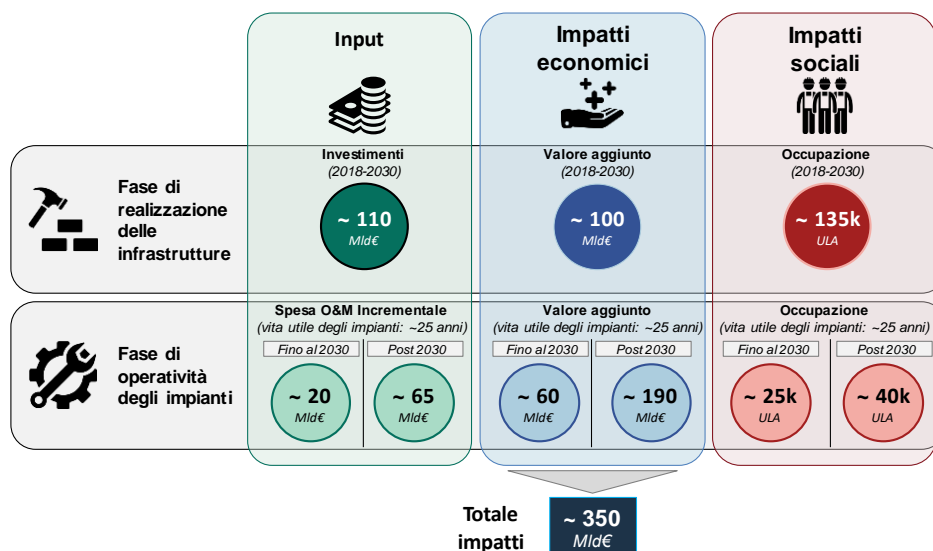 Input
Impatti
economici
Impatti
sociali
Fase di
realizzazione
delle
infrastrutture
Investimenti
(2018-2030)
~ 110
Mld€
Valore aggiunto
(2018-2030)
~ 100
Mld€
Occupazione
(2018-2030)
~ 135k
ULA
Fase di
operatività
degli impianti
Spesa O&M Incrementale
(vita utile degli impianti: ~25 anni)
Fino al 2030
Post 2030
~ 20
Mld€
~ 65
Mld€
Valore aggiunto
(vita utile degli impianti: ~25 anni)
Fino al 2030
Post 2030
~ 60
Mld€
~ 190
Mld€
Occupazione
(vita utile degli impianti: ~25 anni)
Fino al 2030
Post 2030
~ 25k
ULA
~ 40k
ULA
Totale
impatti
~ 350
Mld€